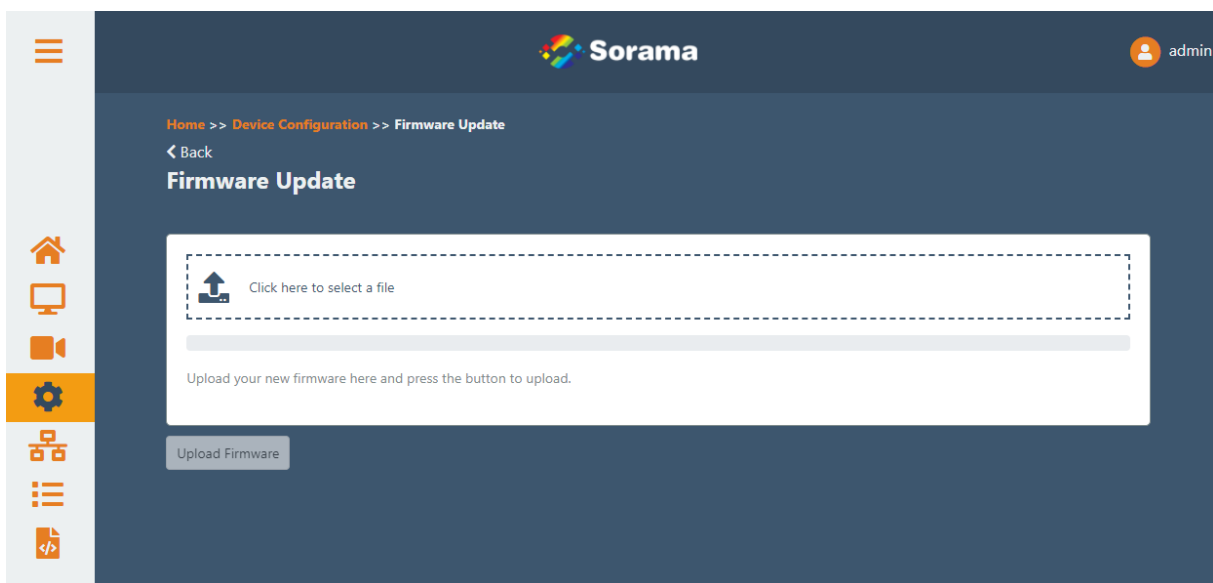 Sorama
admin
Home >> Device Configuration >> Firmware Update
Back
Firmware Update
Click here to select a file
Upload your new firmware here and press the button to upload.
Upload Firmware